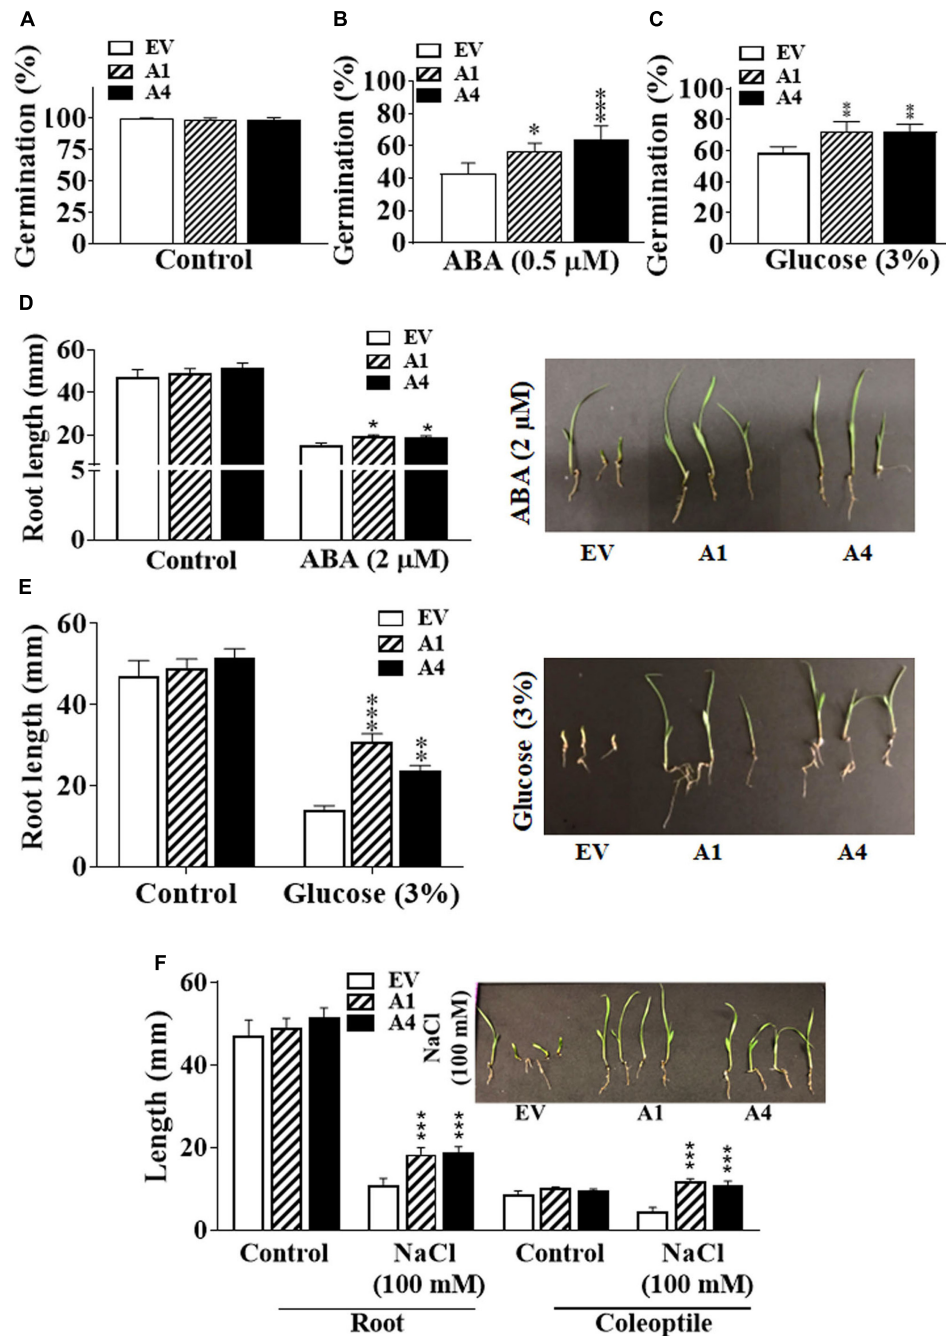 A
Germination (%)
EV
A1
A4
100
75
50
25
0
Control
B
Germination (%)
EV
A1
A4
100
80
60
40
20
0
*
***
ABA (0.5 μM)
C
Germination (%)
EV
A1
A4
100
80
60
40
20
0
**
**
Glucose (3%)
D
Root length (mm)
EV
A1
A4
60
40
20
5
0
*
*
Control
ABA (2 μM)
ABA (2 μM)
EV
A1
A4
E
Root length (mm)
EV
A1
A4
60
40
20
0
***
**
Control
Glucose (3%)
Glucose (3%)
EV
A1
A4
F
Length (mm)
EV
A1
A4
60
40
20
0
***
***
***
***
NaCl
(100 mM)
EV
A1
A4
Control
NaCl
(100 mM)
Control
NaCl
(100 mM)
Root
Coleoptile